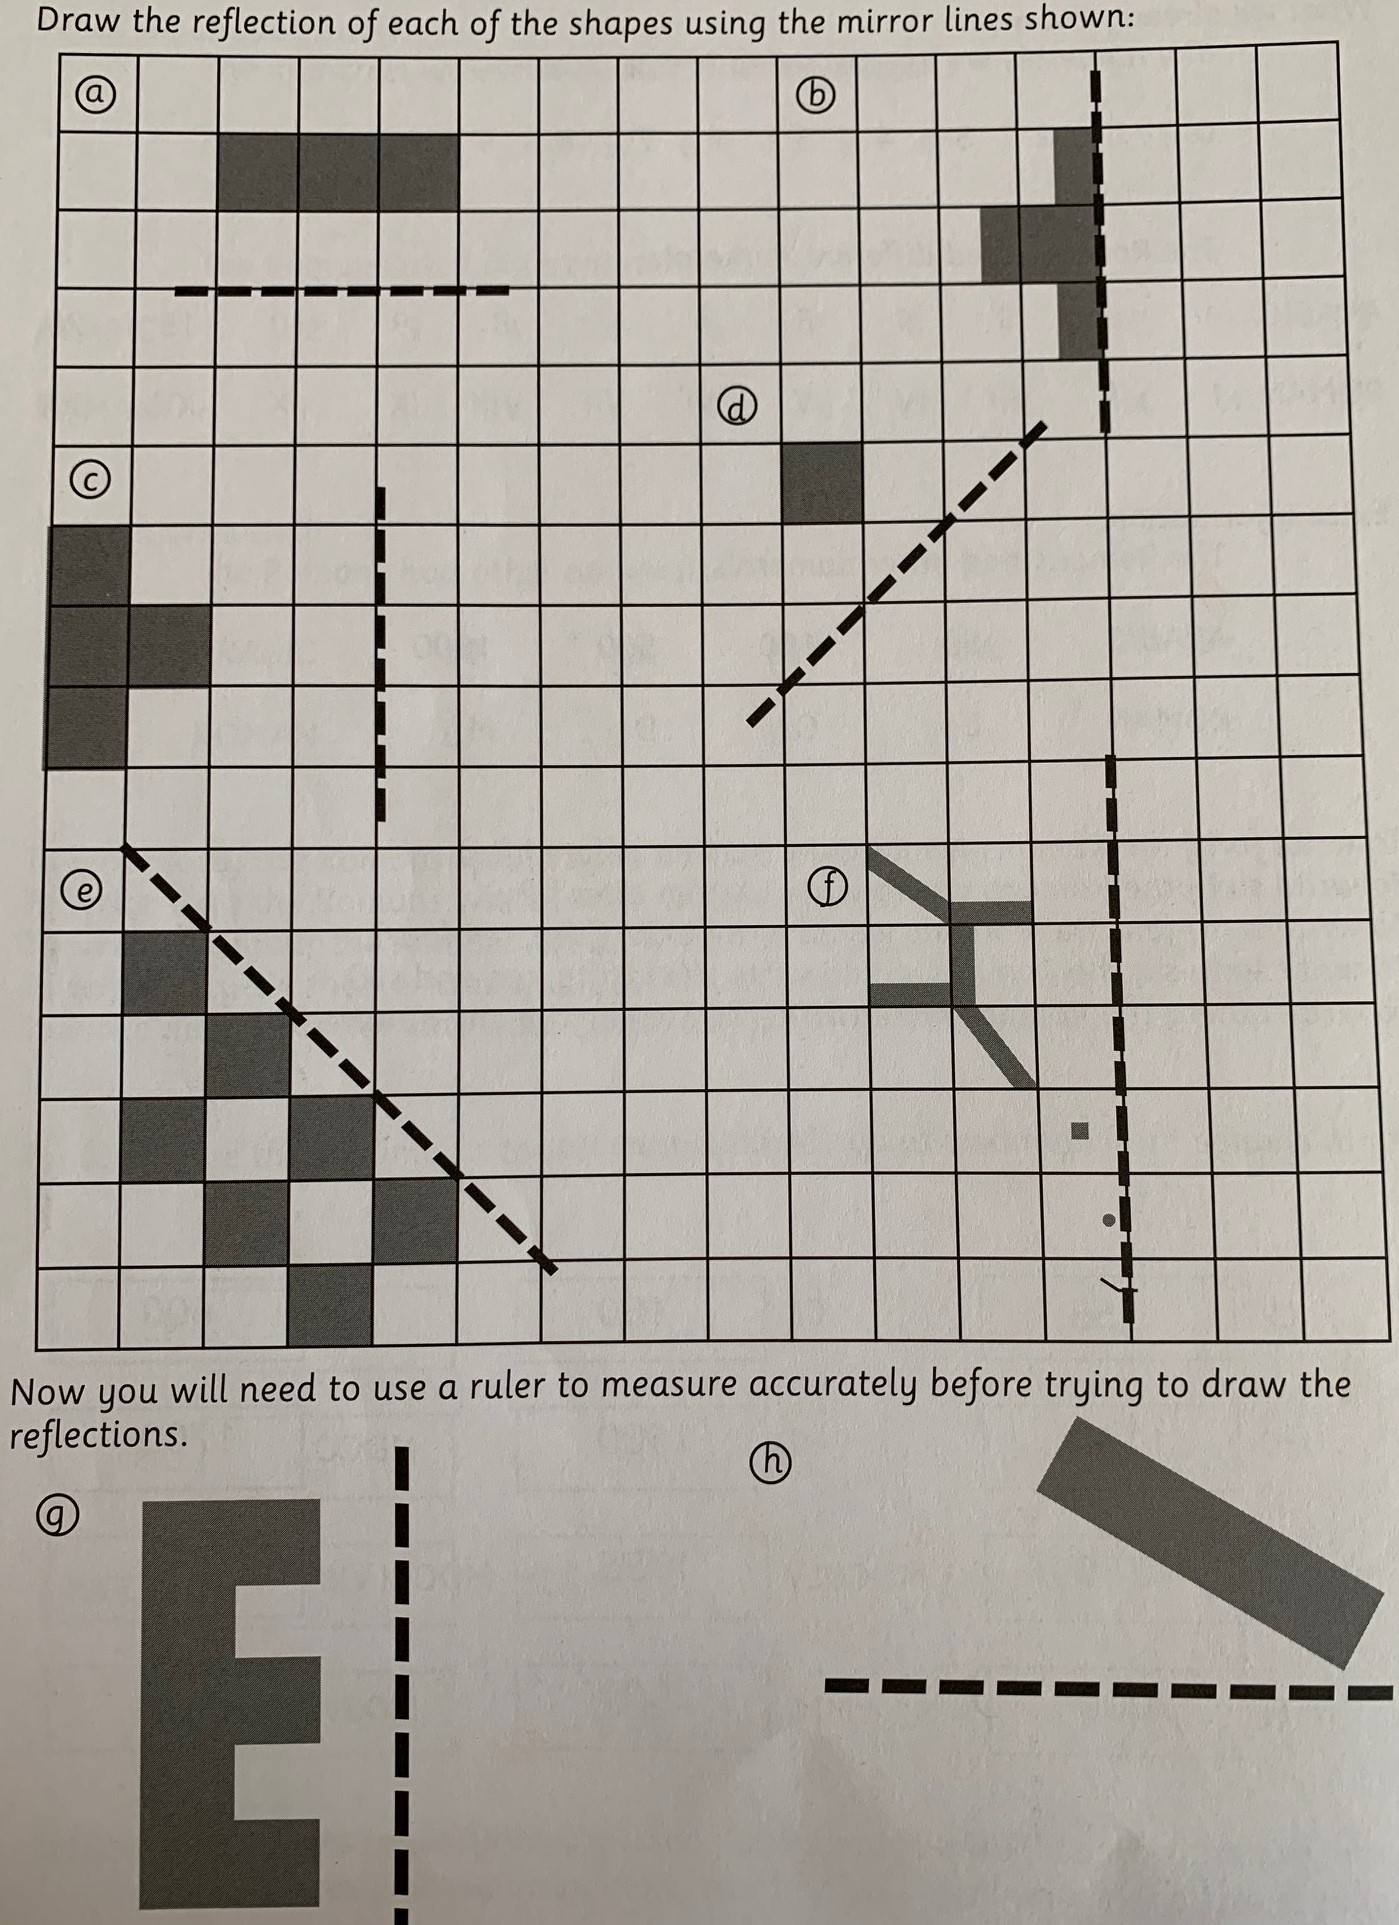 Draw the reflection of each of the shapes using the mirror lines shown:
a
b
d
c
e
f
Now you will need to use a ruler to measure accurately before trying to draw the
reflections.
h
g